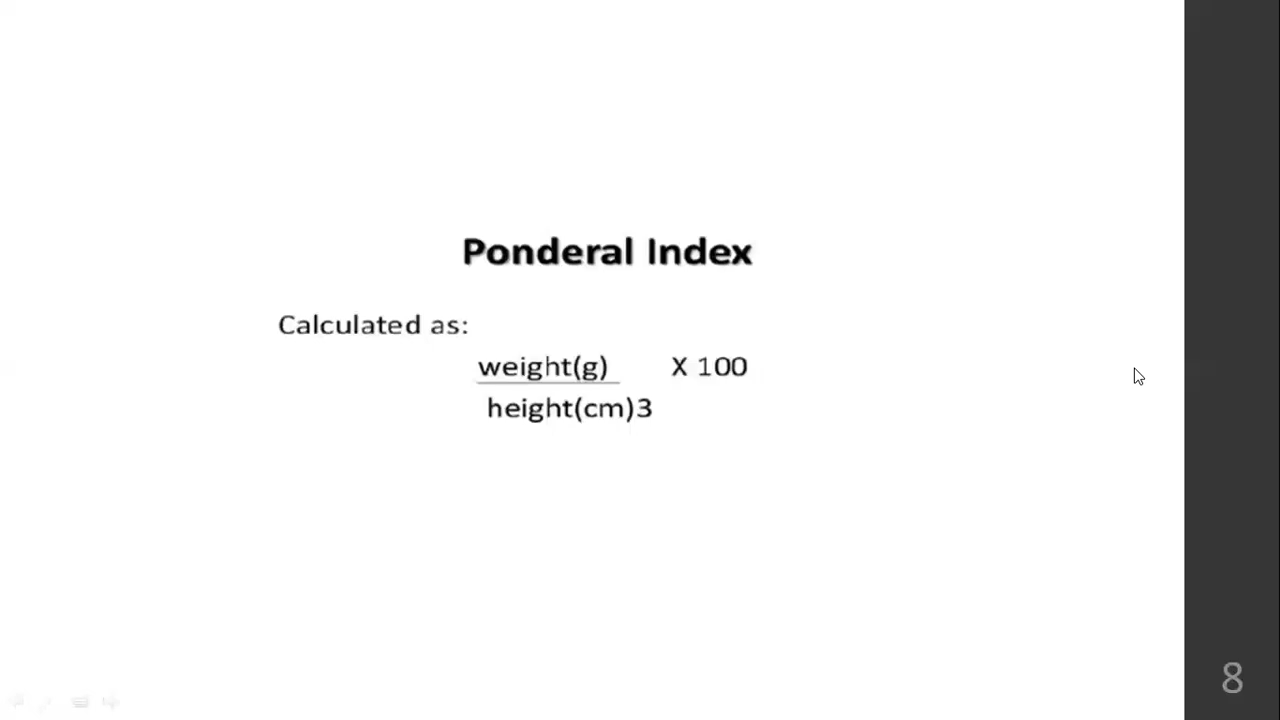 Ponderal Index
Calculated as:
weight(g) X 100
height(cm)3
8